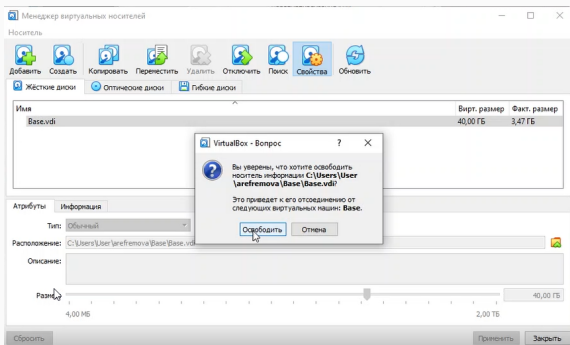 Менеджер виртуальных носителей
Носитель
Добавить Создать Копировать Переместить Удалить Отключить Поиск Свойства Обновить
Жёсткие диски Оптические диски Гибкие диски
Имя Вирт. размер Факт. размер
Base.vdi 40,00 ГБ 3,47 ГБ
VirtualBox - Вопрос ? X
Вы уверены, что хотите освободить
носитель информации C:\Users\User
\arefremova\Base\Base.vdi?
Это приведет к его отсоединению от
следующих виртуальных машин: Base.
Освободить Отмена
Атрибуты Информация
Тип: Обычный
Расположение: C:\Users\User\arefremova\Base\Base.vdi
Описание:
Размер: 40,00 ГБ
4,00 МБ 2,00 ТБ
Сбросить Применить Закрыть